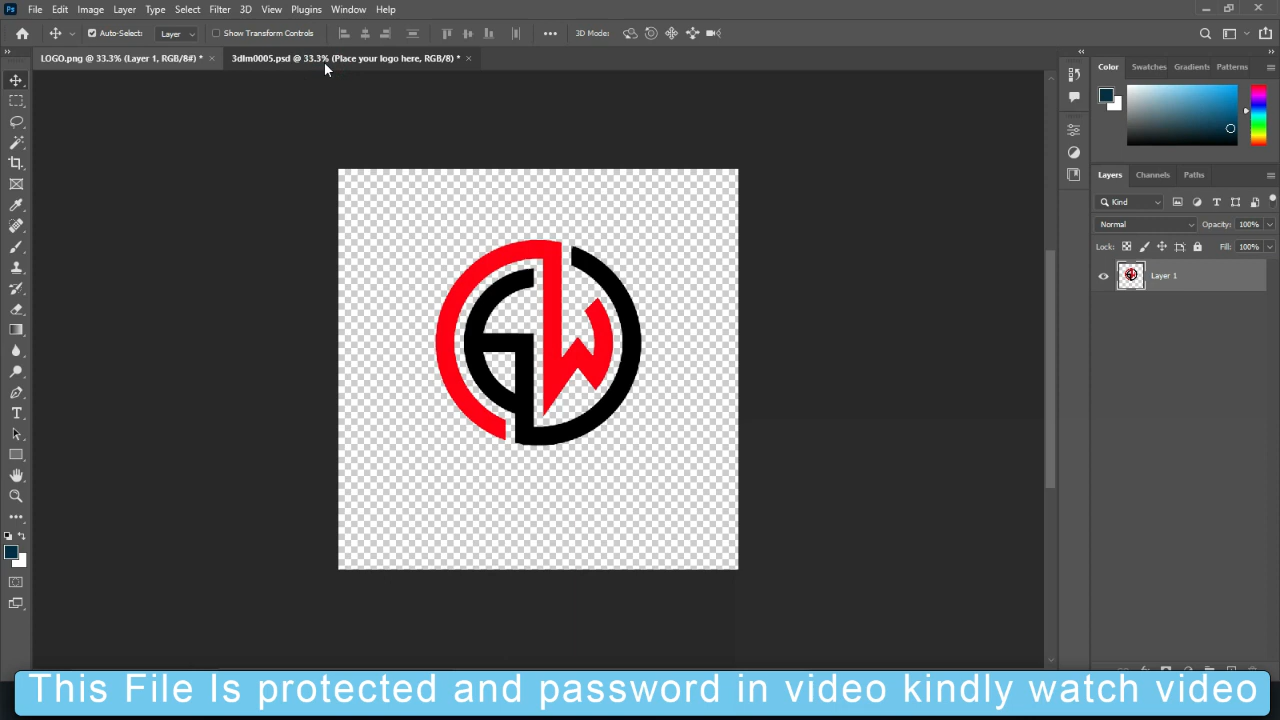 Ps File Edit Image Layer Type Select Filter 3D View Plugins Window Help
Auto-Select: Layer Show Transform Controls 3D Mode:
LOGO.png @ 33.3% (Layer 1, RGB/8#) * × 3dlm0005.psd @ 33.3% (Place your logo here, RGB/8) * ×
Color Swatches Gradients Patterns
Layers Channels Paths
Kind
Normal Opacity: 100%
Lock: Fill: 100%
Layer 1
This File Is protected and password in video kindly watch video